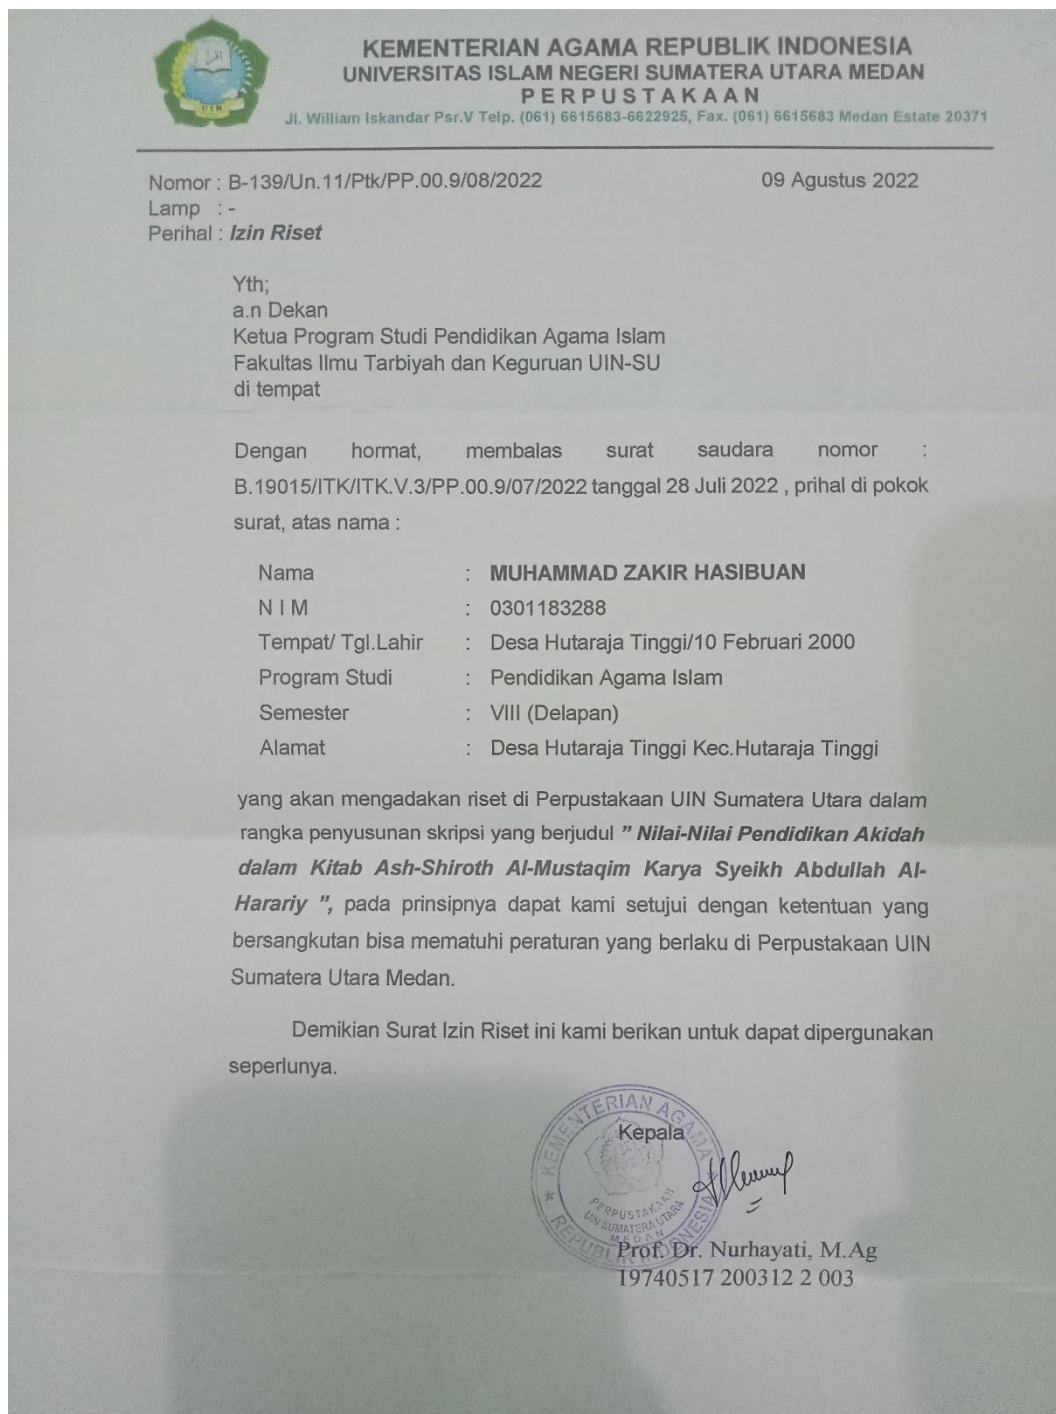 KEMENTERIAN AGAMA REPUBLIK INDONESIA
UNIVERSITAS ISLAM NEGERI SUMATERA UTARA MEDAN
PERPUSTAKAAN
Jl. William Iskandar Psr.V Telp. (061) 6615683-6622925, Fax. (061) 6615683 Medan Estate 20371
UIN
Nomor : B-139/Un.11/Ptk/PP.00.9/08/2022 09 Agustus 2022
Lamp : -
Perihal : Izin Riset
Yth;
a.n Dekan
Ketua Program Studi Pendidikan Agama Islam
Fakultas Ilmu Tarbiyah dan Keguruan UIN-SU
di tempat
Dengan hormat, membalas surat saudara nomor :
B.19015/ITK/ITK.V.3/PP.00.9/07/2022 tanggal 28 Juli 2022 , prihal di pokok
surat, atas nama :
Nama : MUHAMMAD ZAKIR HASIBUAN
N I M : 0301183288
Tempat/ Tgl.Lahir : Desa Hutaraja Tinggi/10 Februari 2000
Program Studi : Pendidikan Agama Islam
Semester : VIII (Delapan)
Alamat : Desa Hutaraja Tinggi Kec.Hutaraja Tinggi
yang akan mengadakan riset di Perpustakaan UIN Sumatera Utara dalam
rangka penyusunan skripsi yang berjudul ” Nilai-Nilai Pendidikan Akidah
dalam Kitab Ash-Shiroth Al-Mustaqim Karya Syeikh Abdullah Al-
Harariy ”, pada prinsipnya dapat kami setujui dengan ketentuan yang
bersangkutan bisa mematuhi peraturan yang berlaku di Perpustakaan UIN
Sumatera Utara Medan.
Demikian Surat Izin Riset ini kami berikan untuk dapat dipergunakan
seperlunya.
Kepala
KEMENTERIAN AGAMA
REPUBLIK INDONESIA
PERPUSTAKAAN
UIN SUMATERA UTARA
MEDAN
Prof. Dr. Nurhayati, M.Ag
19740517 200312 2 003